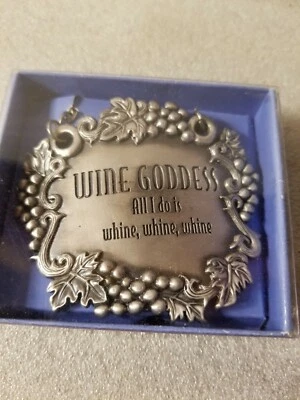 WINE GODDESS
All I do is
whine, whine, whine